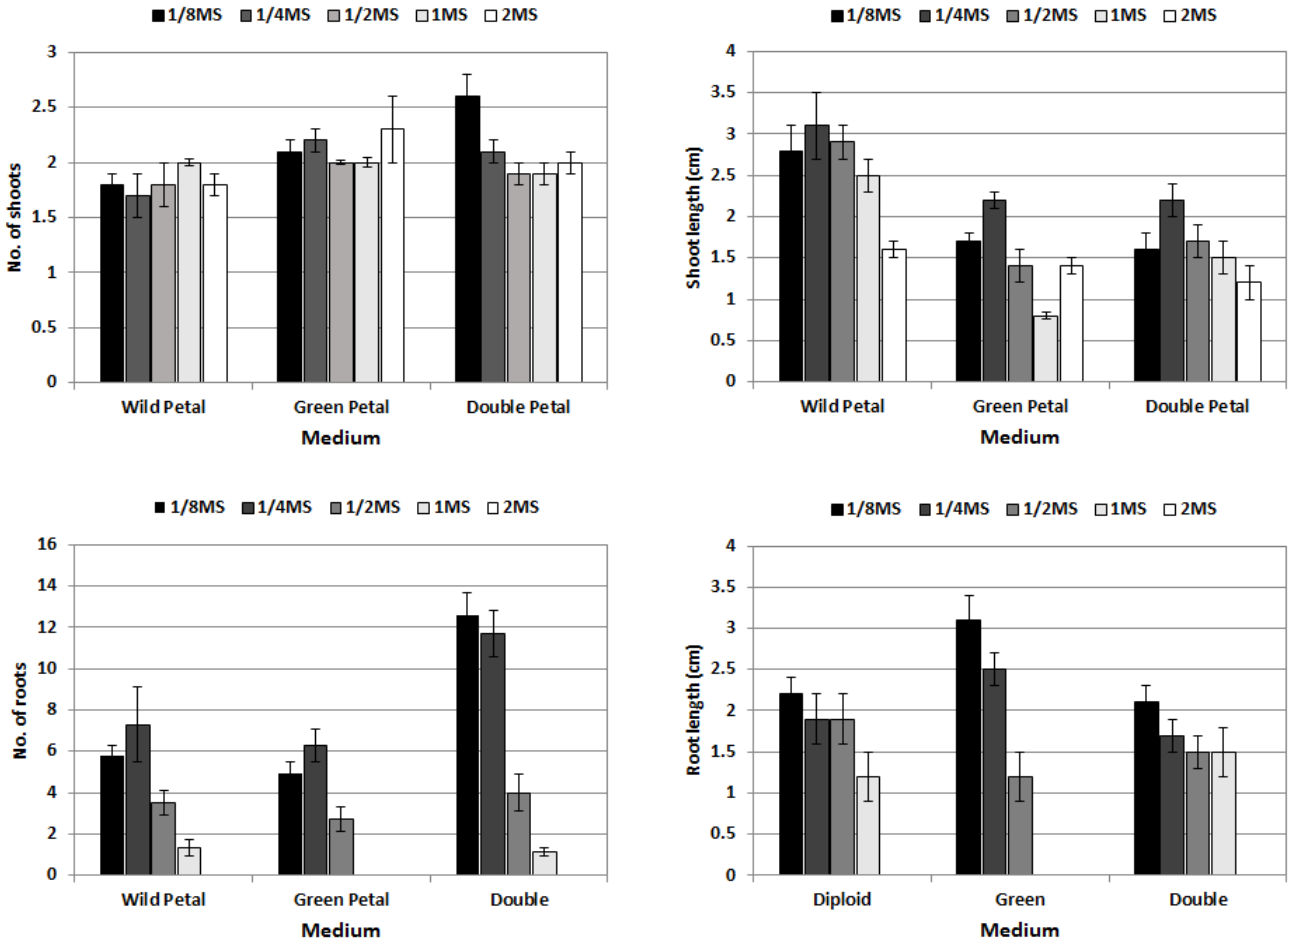 1/8MS 1/4MS 1/2MS 1MS 2MS
No. of shoots
3
2.5
2
1.5
1
0.5
0
Wild Petal Green Petal Double Petal
Medium
1/8MS 1/4MS 1/2MS 1MS 2MS
Shoot length (cm)
4
3.5
3
2.5
2
1.5
1
0.5
0
Wild Petal Green Petal Double Petal
Medium
1/8MS 1/4MS 1/2MS 1MS 2MS
No. of roots
16
14
12
10
8
6
4
2
0
Wild Petal Green Petal Double
Medium
1/8MS 1/4MS 1/2MS 1MS 2MS
Root length (cm)
4
3.5
3
2.5
2
1.5
1
0.5
0
Diploid Green Double
Medium